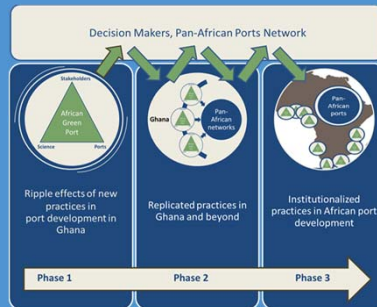 Decision Makers, Pan-African Ports Network
Stakeholders
African
Green
Port
Science
Ports
Ripple effects of new
practices in
port development in
Ghana
Ghana
Pan-
African
networks
Replicated practices in
Ghana and beyond
Pan-
African
ports
Institutionalized
practices in African port
development
Phase 1
Phase 2
Phase 3